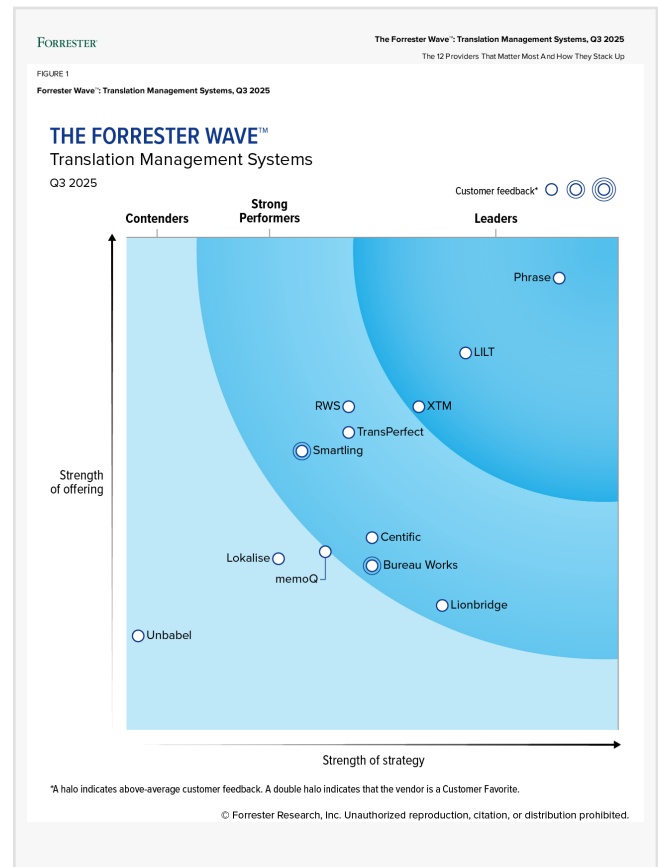 FORRESTER®
The Forrester Wave™: Translation Management Systems, Q3 2025
The 12 Providers That Matter Most And How They Stack Up
FIGURE 1
Forrester Wave™: Translation Management Systems, Q3 2025
THE FORRESTER WAVE™
Translation Management Systems
Q3 2025
Customer feedback*
Contenders
Strong
Performers
Leaders
Phrase
LILT
RWS
XTM
TransPerfect
Smartling
Strength
of offering
Centific
Lokalise
Bureau Works
memoQ
Lionbridge
Unbabel
Strength of strategy
*A halo indicates above-average customer feedback. A double halo indicates that the vendor is a Customer Favorite.
© Forrester Research, Inc. Unauthorized reproduction, citation, or distribution prohibited.